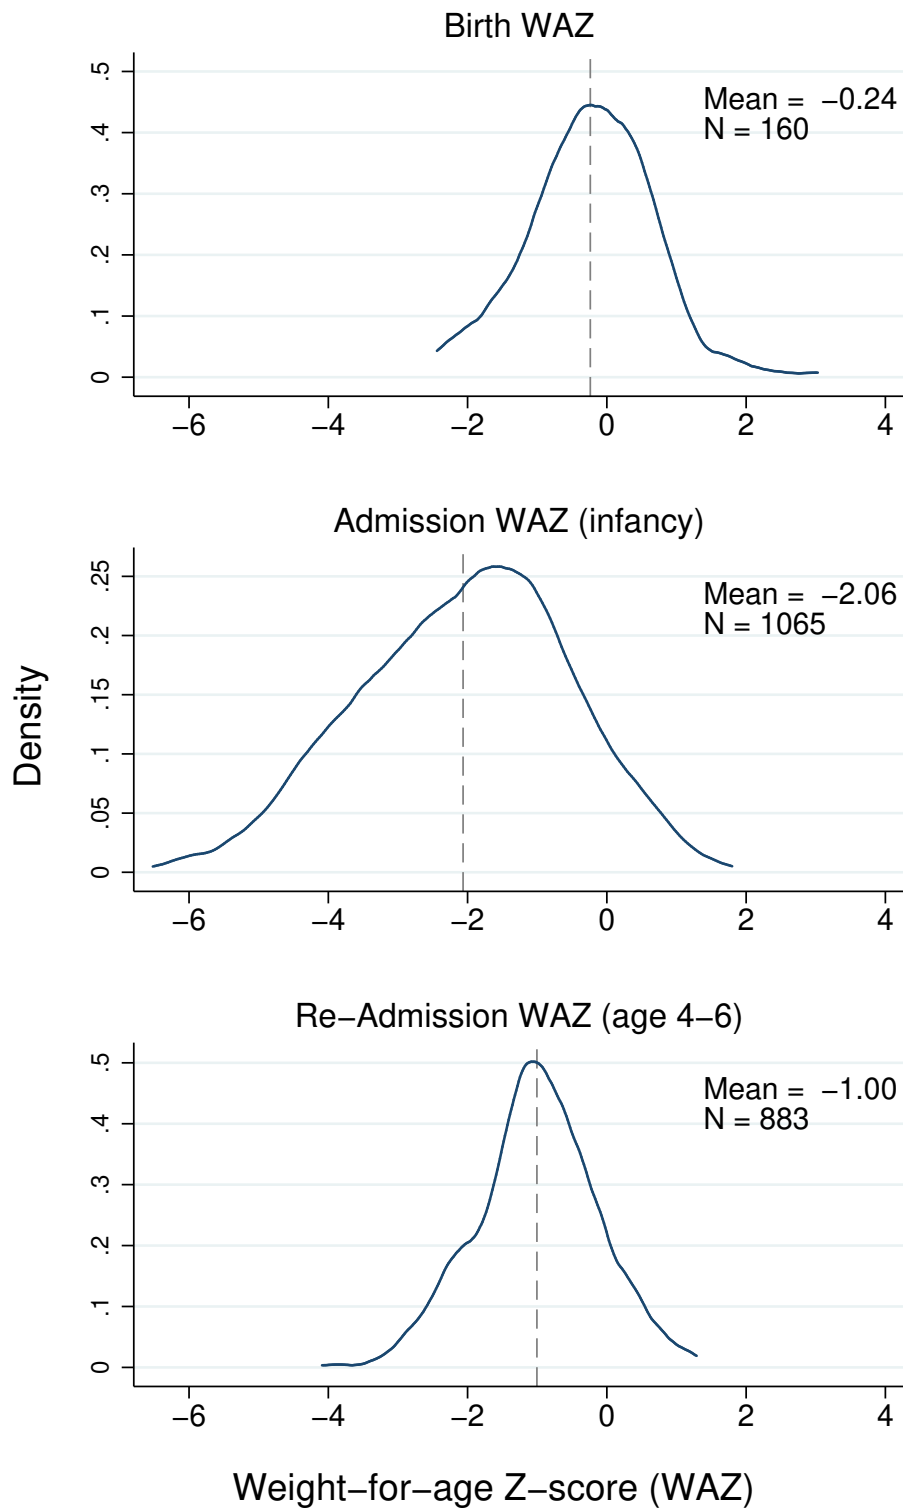 Birth WAZ
.5
.4
.3
.2
.1
0
Mean = −0.24
N = 160
−6 −4 −2 0 2 4
Admission WAZ (infancy)
.25
.2
.15
.1
.05
0
Mean = −2.06
N = 1065
−6 −4 −2 0 2 4
Density
Re−Admission WAZ (age 4−6)
.5
.4
.3
.2
.1
0
Mean = −1.00
N = 883
−6 −4 −2 0 2 4
Weight−for−age Z−score (WAZ)